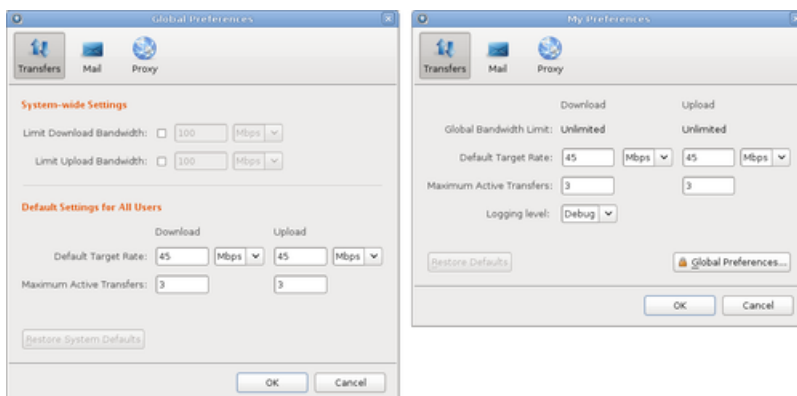 Global Preferences
Transfers Mail Proxy
System-wide Settings
Limit Download Bandwidth: 100 Mbps
Limit Upload Bandwidth: 100 Mbps
Default Settings for All Users
Download Upload
Default Target Rate: 45 Mbps 45 Mbps
Maximum Active Transfers: 3 3
Restore System Defaults
OK Cancel
My Preferences
Transfers Mail Proxy
Download Upload
Global Bandwidth Limit: Unlimited Unlimited
Default Target Rate: 45 Mbps 45 Mbps
Maximum Active Transfers: 3 3
Logging level: Debug
Restore Defaults Global Preferences...
OK Cancel